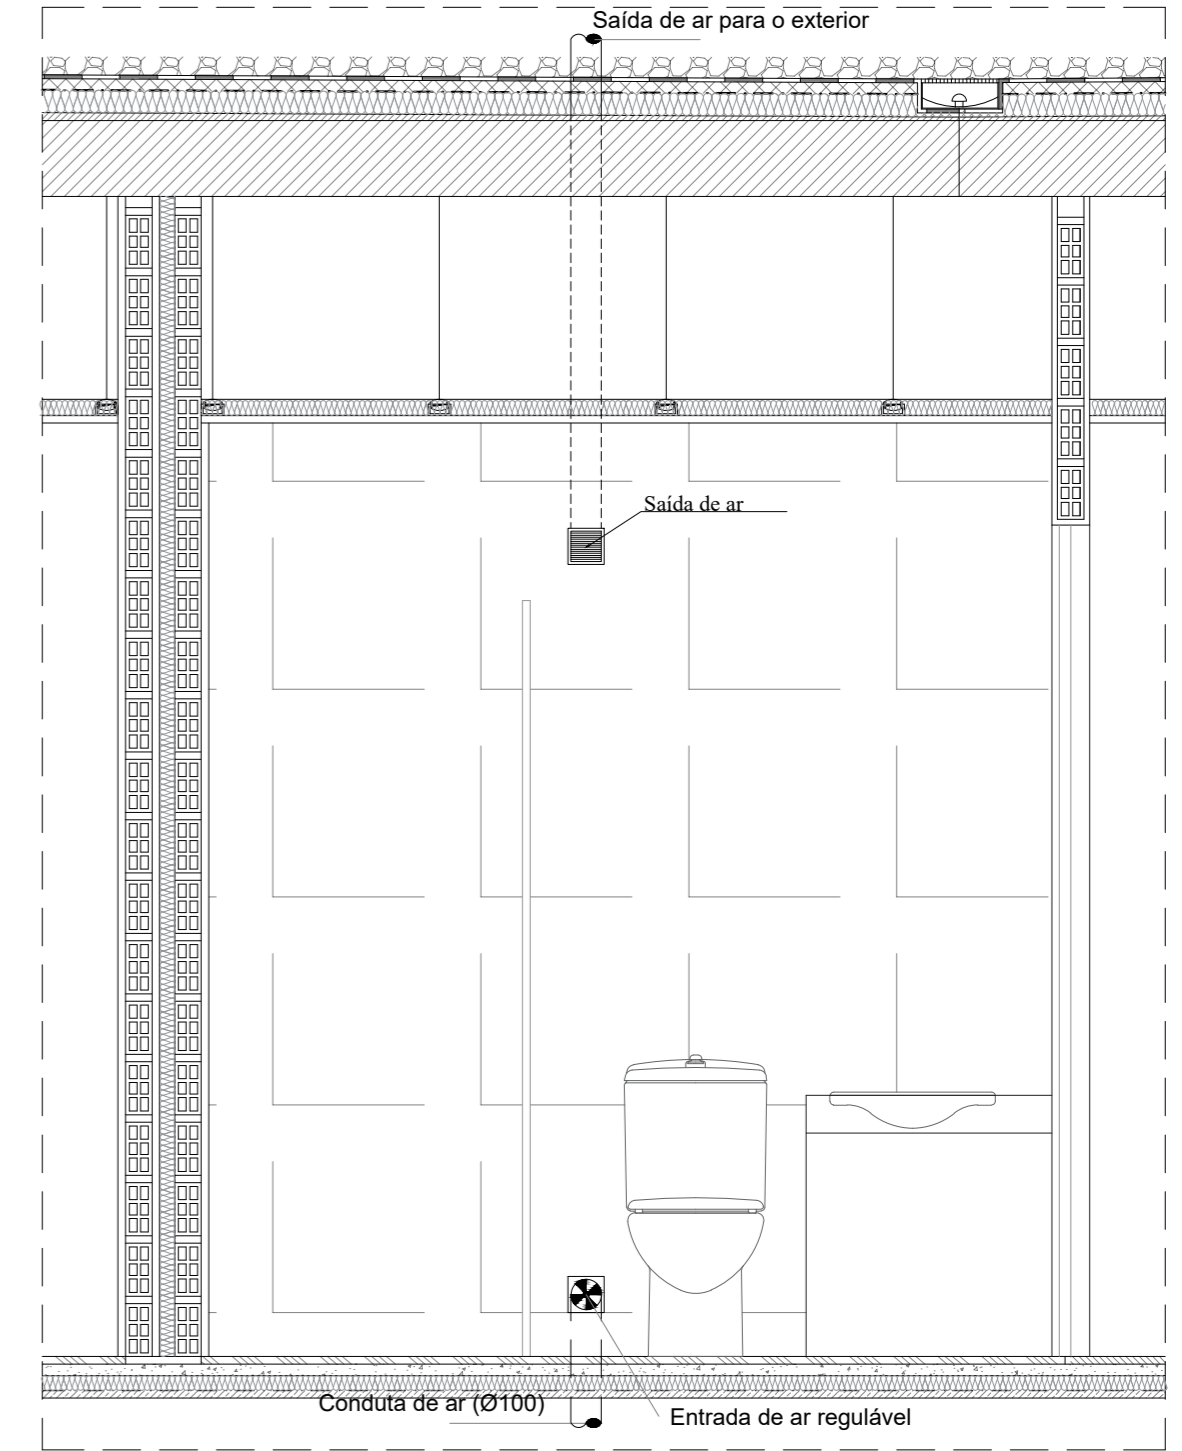 Saída de ar para o exterior
Saída de ar
Conduta de ar (Ø100)
Entrada de ar regulável